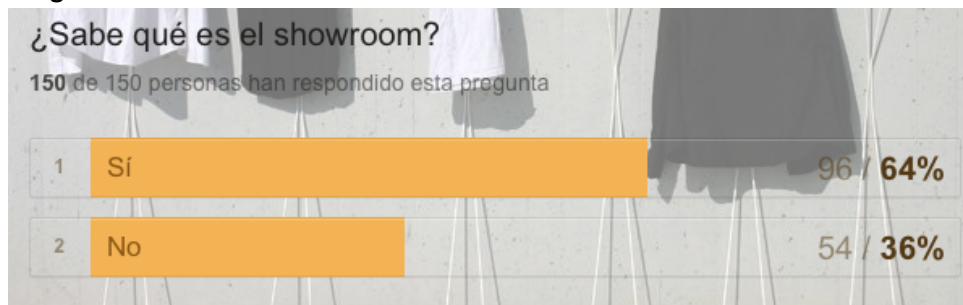 ¿Sabe qué es el showroom?
150 de 150 personas han respondido esta pregunta
1 Sí 96 / 64%
2 No 54 / 36%